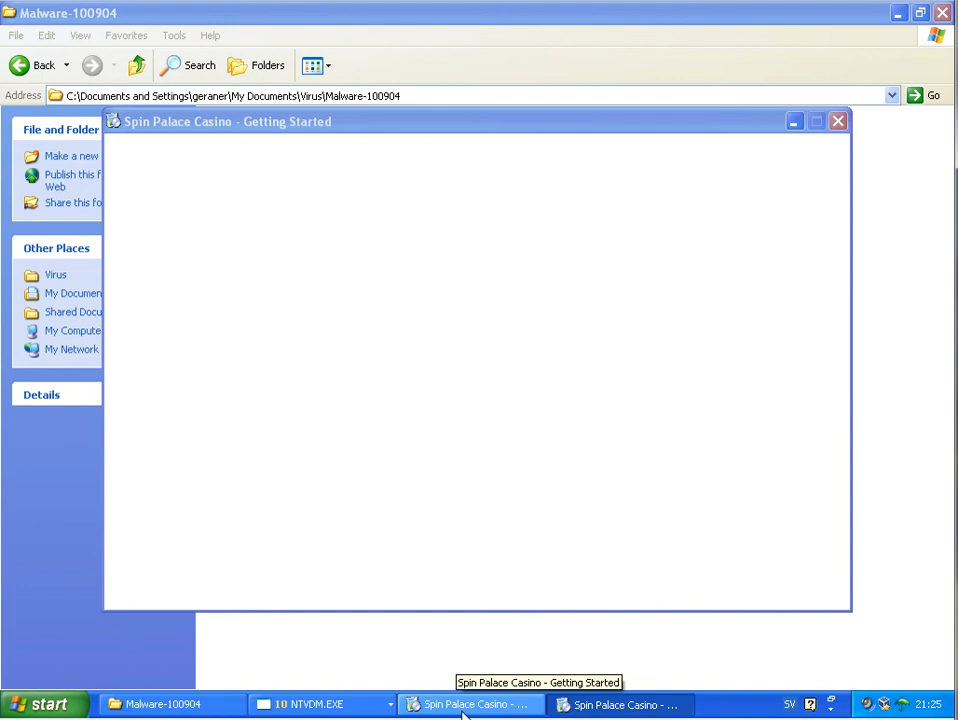 Malware-100904
File Edit View Favorites Tools Help
Back Search Folders
Address C:\Documents and Settings\geraner\My Documents\Virus\Malware-100904 Go
Spin Palace Casino - Getting Started
File and Folder
Make a new
Publish this f
Web
Share this fo
Other Places
Virus
My Documen
Shared Docu
My Compute
My Network
Details
Spin Palace Casino - Getting Started
start Malware-100904 10 NTVDM.EXE Spin Palace Casino - ... Spin Palace Casino - ... SV 21:25